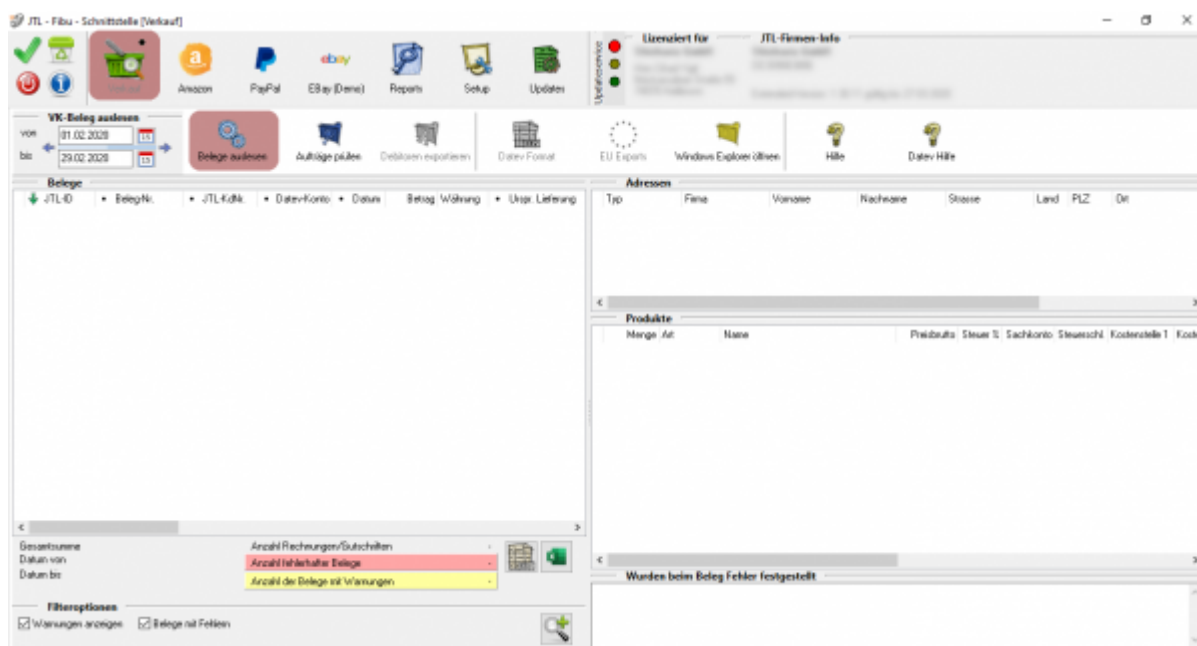 JTL - Fibu - Schnittstelle [Verkauf]
Verkauf
Amazon
PayPal
ebay
EBay (Demo)
Reports
Setup
Updates
Updateservice
Lizenziert für
JTL-Firmen-Info
VK-Beleg auslesen
von 01.02.2020 15
bis 29.02.2020 15
Belege auslesen
Aufträge prüfen
Debitoren exportieren
Datev Format
EU Exports
Windows Explorer öffnen
Hilfe
Datev Hilfe
Belege
JTL-ID Beleg-Nr. JTL-KdNr. Datev-Konto Datum Betrag Währung Urspr. Lieferung
Adressen
Typ Firma Vorname Nachname Strasse Land PLZ Ort
Produkte
Menge Art Name Preisbrutto Steuer % Sachkonto Steuerschl. Kostenstelle 1 Kost
Gesamtsumme
Datum von
Datum bis
Anzahl Rechnungen/Gutschriften -
Anzahl fehlerhafter Belege -
Anzahl der Belege mit Warnungen -
Wurden beim Beleg Fehler festgestellt
Filteroptionen
Warnungen anzeigen Belege mit Fehlern